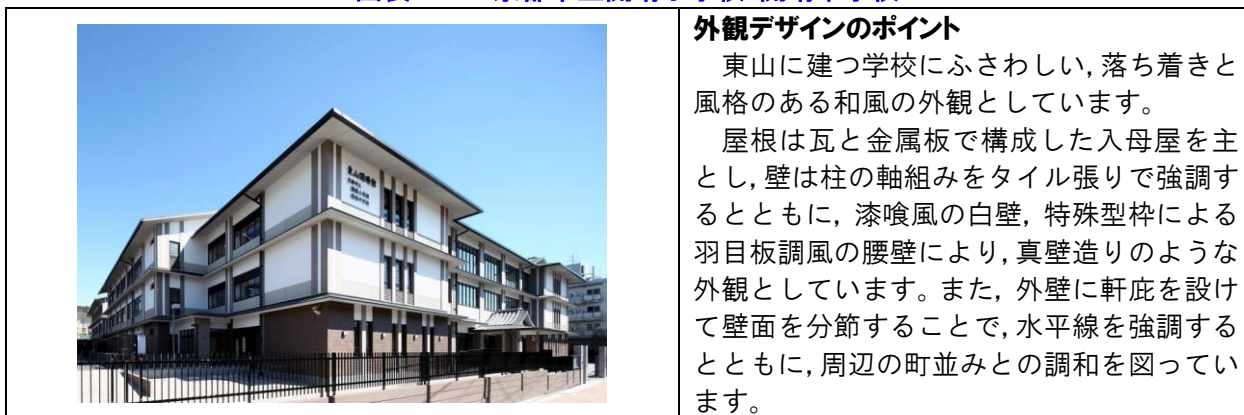 外観デザインのポイント
東山に建つ学校にふさわしい,落ち着きと
風格のある和風の外観としています。
屋根は瓦と金属板で構成した入母屋を主
とし,壁は柱の軸組みをタイル張りで強調す
るとともに, 漆喰風の白壁, 特殊型枠による
羽目板調風の腰壁により,真壁造りのような
外観としています。また, 外壁に軒庇を設け
て壁面を分節することで,水平線を強調する
とともに,周辺の町並みとの調和を図ってい
ます。
東山開睛館